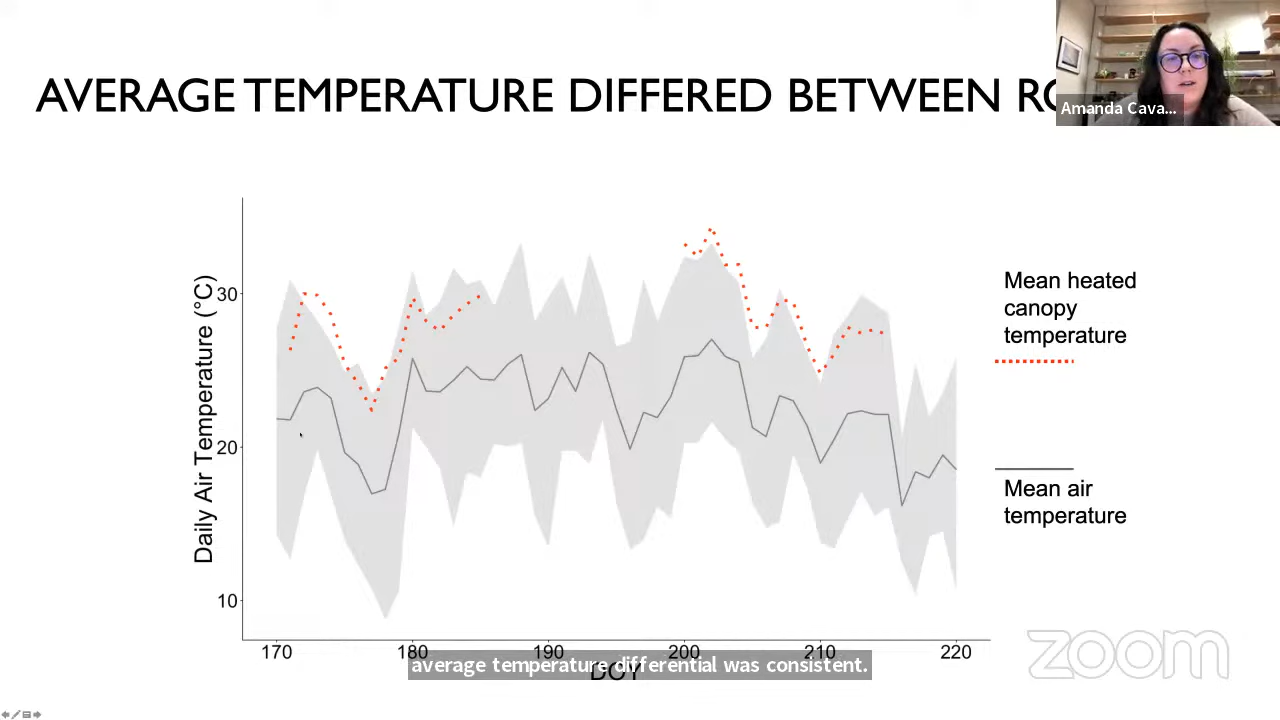 AVERAGE TEMPERATURE DIFFERED BETWEEN
Amanda Cava...
Daily Air Temperature (°C)
30
20
10
170
180
190
200
210
220
DOY
Mean heated
canopy
temperature
Mean air
temperature
average temperature differential was consistent.
zoom